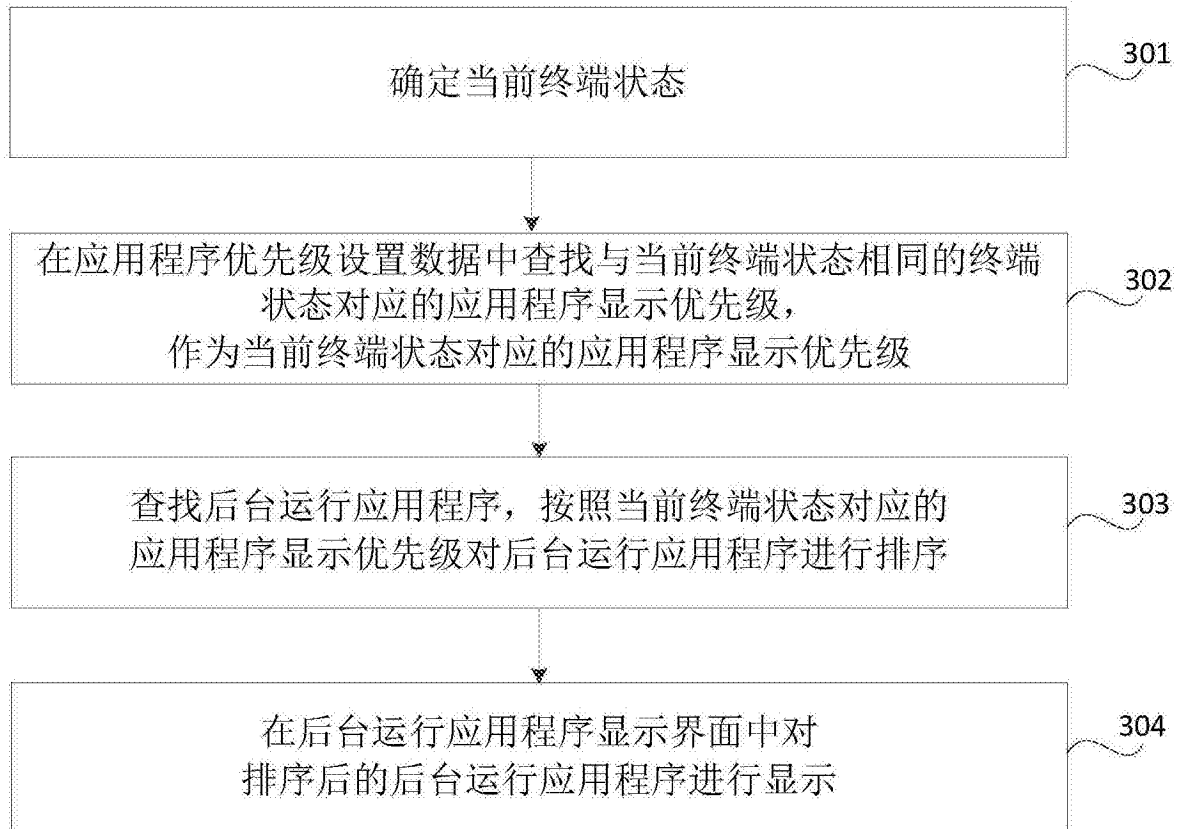 确定当前终端状态
301
在应用程序优先级设置数据中查找与当前终端状态相同的终端
状态对应的应用程序显示优先级，
作为当前终端状态对应的应用程序显示优先级
302
查找后台运行应用程序，按照当前终端状态对应的
应用程序显示优先级对后台运行应用程序进行排序
303
在后台运行应用程序显示界面中对
排序后的后台运行应用程序进行显示
304